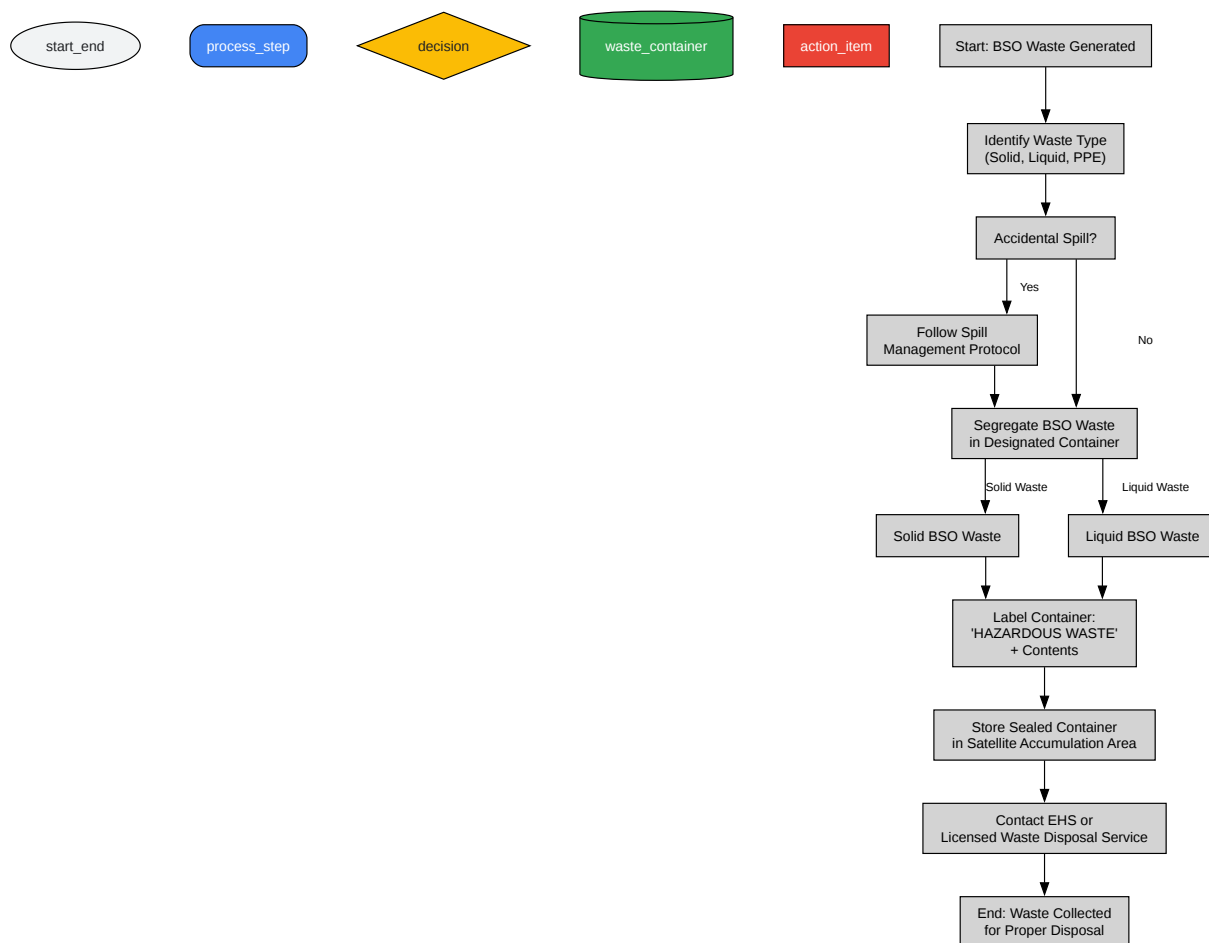 start_end
process_step
decision
waste_container
action_item
Start: BSO Waste Generated
Identify Waste Type
(Solid, Liquid, PPE)
Accidental Spill?
Yes
Follow Spill
Management Protocol
No
Segregate BSO Waste
in Designated Container
Solid Waste
Liquid Waste
Solid BSO Waste
Liquid BSO Waste
Label Container:
'HAZARDOUS WASTE'
+ Contents
Store Sealed Container
in Satellite Accumulation Area
Contact EHS or
Licensed Waste Disposal Service
End: Waste Collected
for Proper Disposal